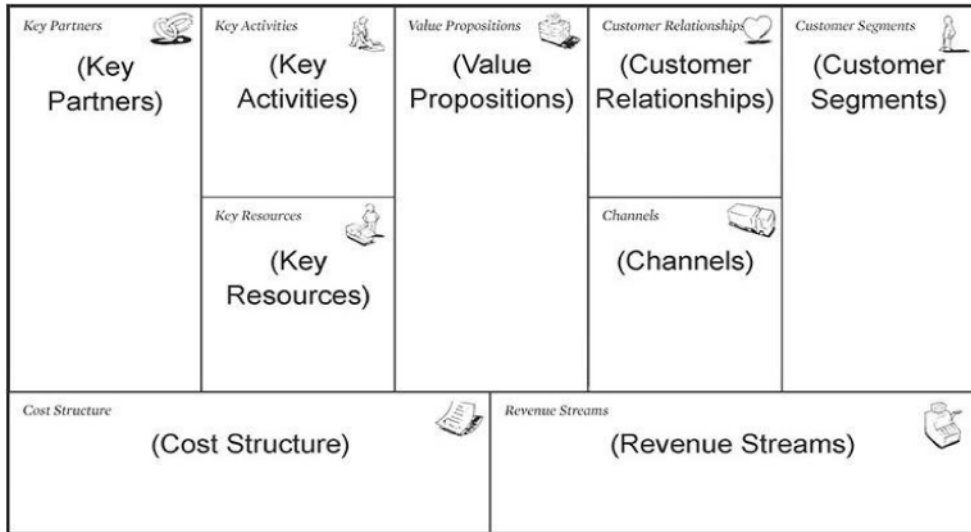 Key Partners
(Key
Partners)
Key Activities
(Key
Activities)
Key Resources
(Key
Resources)
Value Propositions
(Value
Propositions)
Customer Relationships
(Customer
Relationships)
Channels
(Channels)
Customer Segments
(Customer
Segments)
Cost Structure
(Cost Structure)
Revenue Streams
(Revenue Streams)